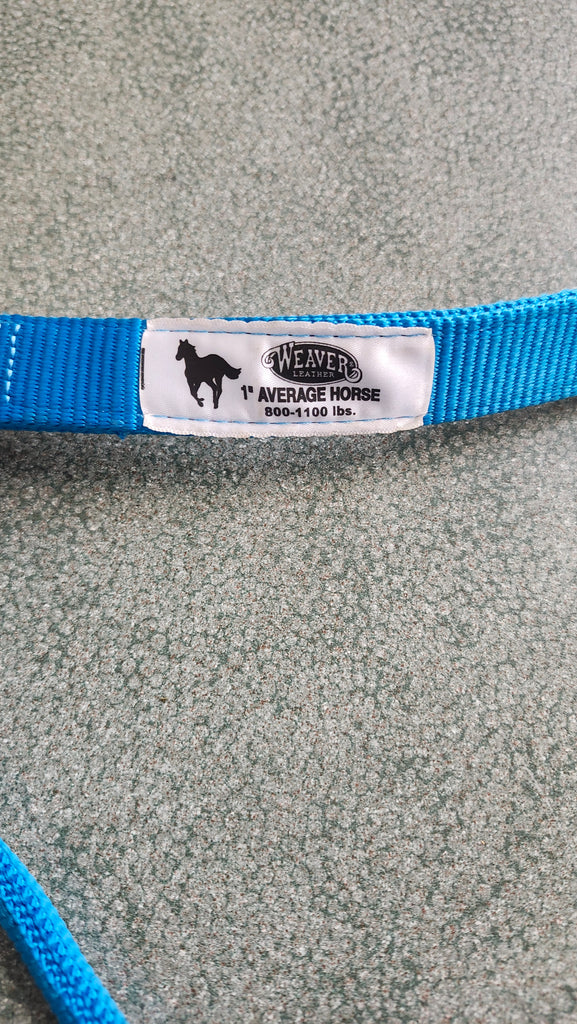 WEAVER
LEATHER
1" AVERAGE HORSE
800-1100 lbs.